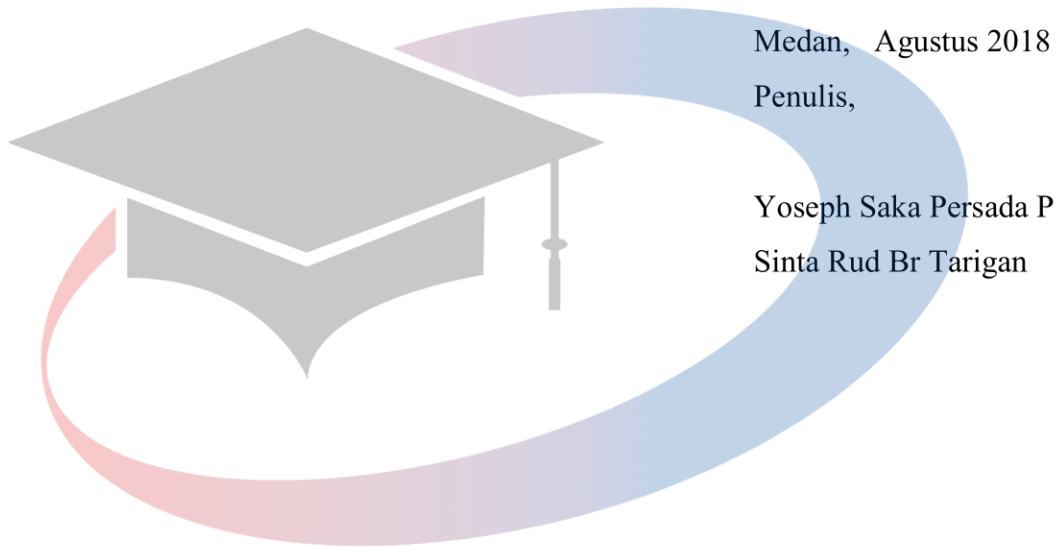 Medan,   Agustus 2018
Penulis,
Yoseph Saka Persada P
Sinta Rud Br Tarigan